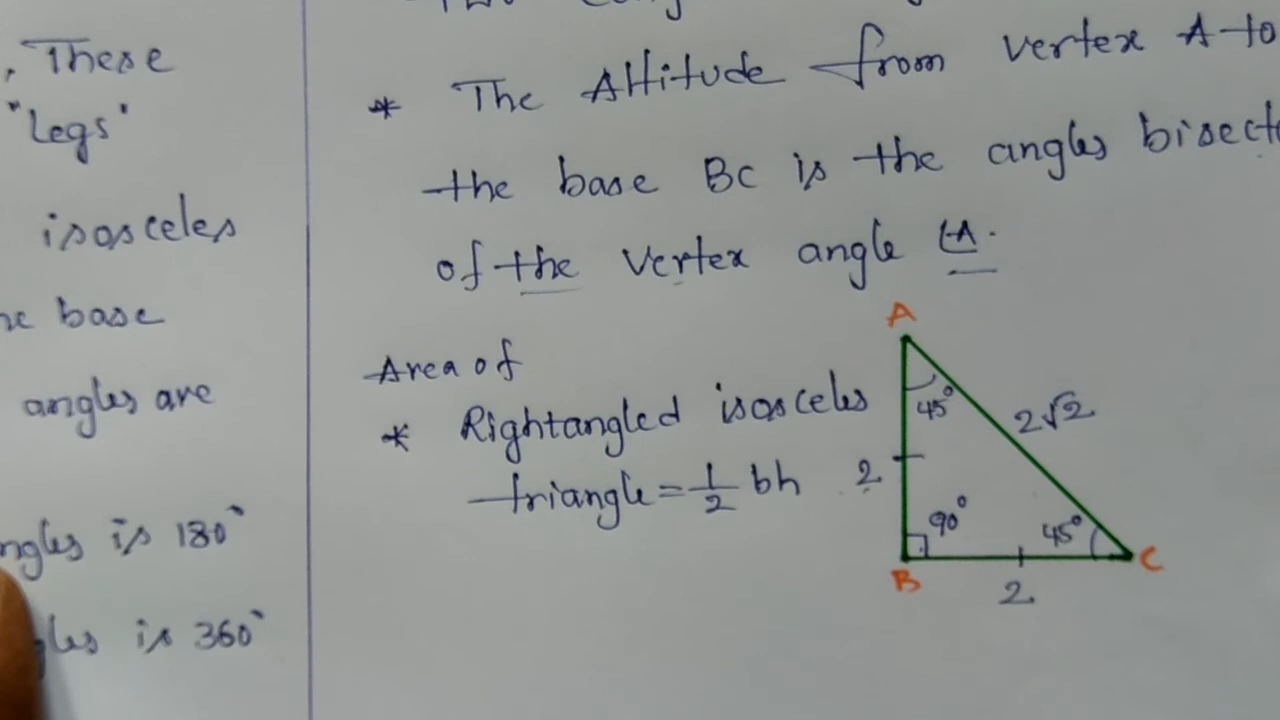 , These
"Legs"
isosceles
base
angles are
is 180°
is 360°
* The Altitude from vertex A to
the base BC is the angles
of the vertex angle ∠A.
Area of
* Rightangled isosceles
triangle = 1/2 bh
A
45°
2√2
2
90°
45°
B
C
2